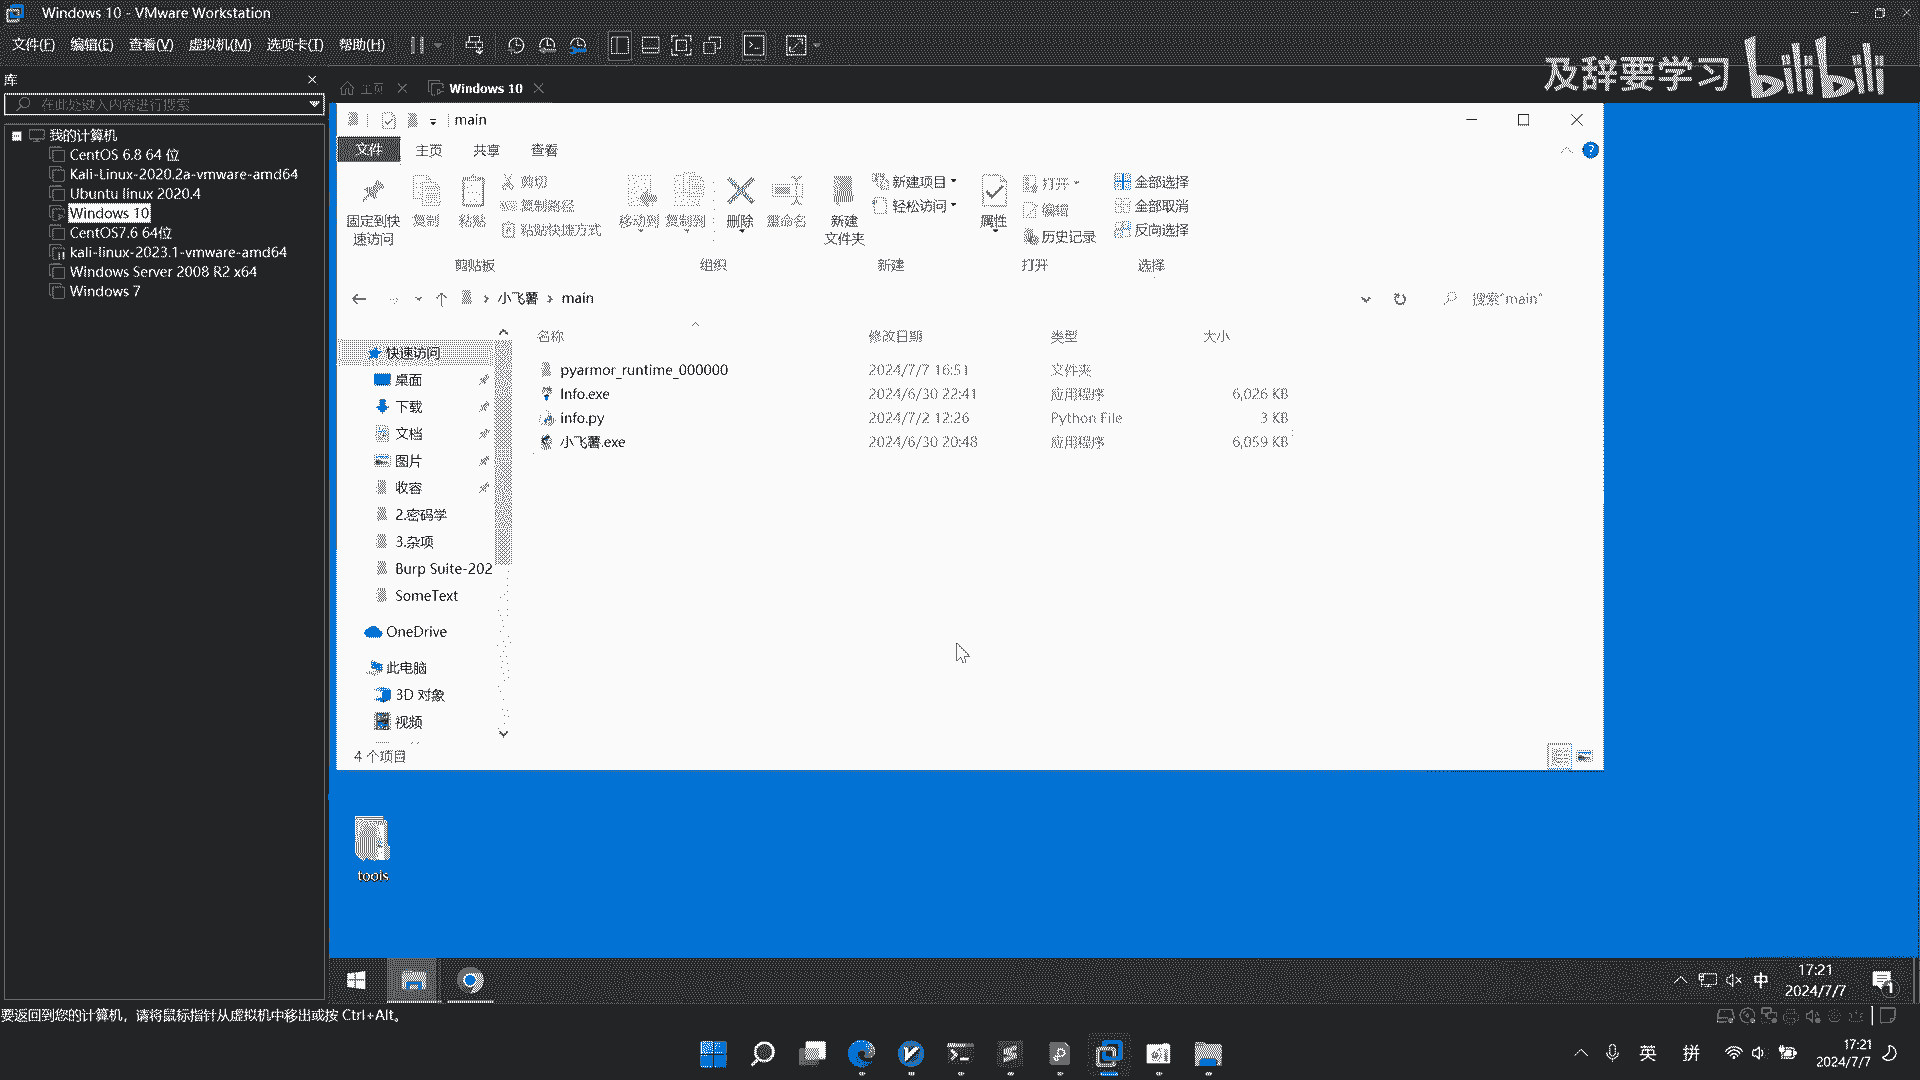 Windows 10 - VMware Workstation
文件(F) 编辑(E) 查看(V) 虚拟机(M) 选项卡(T) 帮助(H)
及辞要学习 bilibili
库
在此处键入内容进行搜索
主页
Windows 10
我的计算机
CentOS 6.8 64 位
Kali-Linux-2020.2a-vmware-amd64
Ubuntu linux 2020.4
Windows 10
CentOS7.6 64位
kali-linux-2023.1-vmware-amd64
Windows Server 2008 R2 x64
Windows 7
main
文件 主页 共享 查看
固定到快速访问
复制
粘贴
剪切
复制路径
粘贴快捷方式
剪贴板
移动到
复制到
删除
重命名
组织
新建
文件夹
新建项目
轻松访问
新建
属性
打开
编辑
历史记录
打开
全部选择
全部取消
反向选择
选择
小飞薯 main
搜索"main"
名称 修改日期 类型 大小
pyarmor_runtime_000000 2024/7/7 16:51 文件夹
Info.exe 2024/6/30 22:41 应用程序 6,026 KB
info.py 2024/7/2 12:26 Python File 3 KB
小飞薯.exe 2024/6/30 20:48 应用程序 6,059 KB
快速访问
桌面
下载
文档
图片
收容
2.密码学
3.杂项
Burp Suite-202
SomeText
OneDrive
此电脑
3D 对象
视频
4 个项目
tools
中
17:21
2024/7/7
1
要返回到您的计算机，请将鼠标指针从虚拟机中移出或按 Ctrl+Alt。
英 拼
17:21
2024/7/7